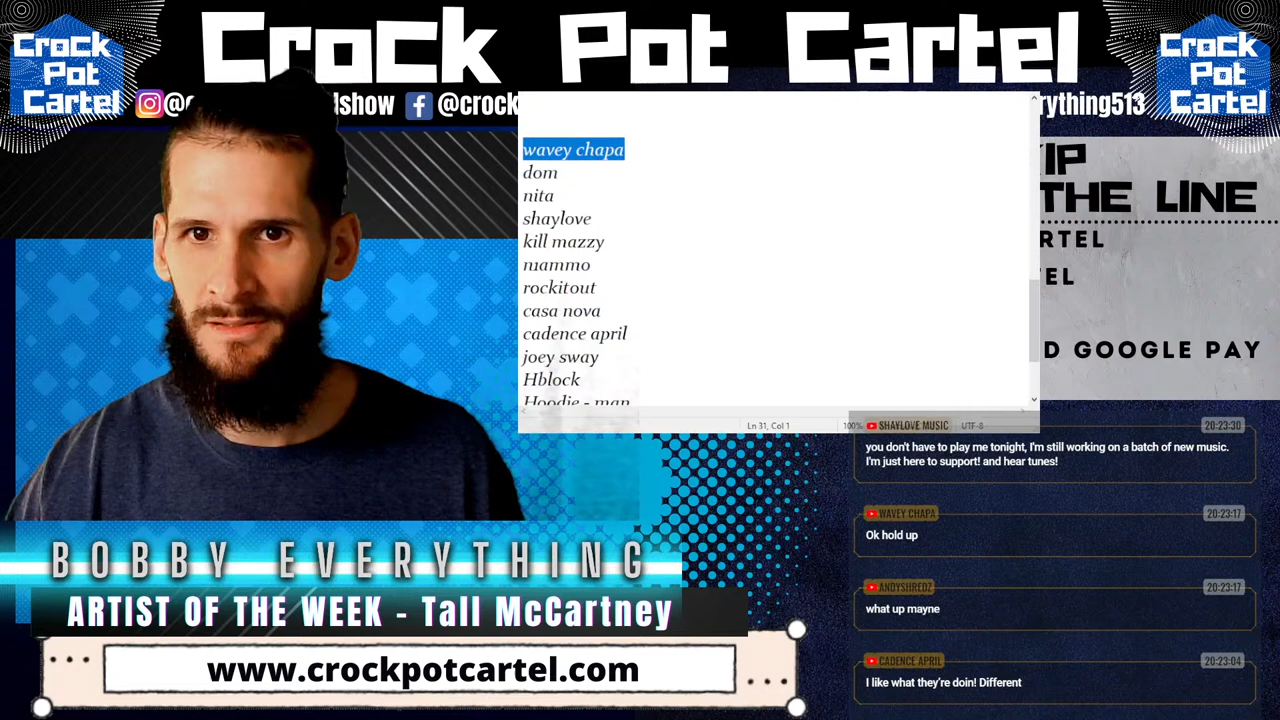 Crock Pot Cartel
Crock
Pot
Cartel
Crock
Pot
Cartel
@crock
wavey chapa
dom
nita
shaylove
kill mazzy
n1ammo
rockitout
casa nova
cadence april
joey sway
Hblock
Hoodie - man
Ln 31, Col 1
100%
UTF-8
THE LINE
D GOOGLE PAY
SHAYLOVE MUSIC
20:23:30
you don't have to play me tonight, I'm still working on a batch of new music.
I'm just here to support! and hear tunes!
WAVEY CHAPA
20:23:17
Ok hold up
ANDYSHREDZ
20:23:17
what up mayne
CADENCE APRIL
20:23:04
I like what they're doin! Different
BOBBY EVERYTHING
ARTIST OF THE WEEK - Tall McCartney
www.crockpotcartel.com